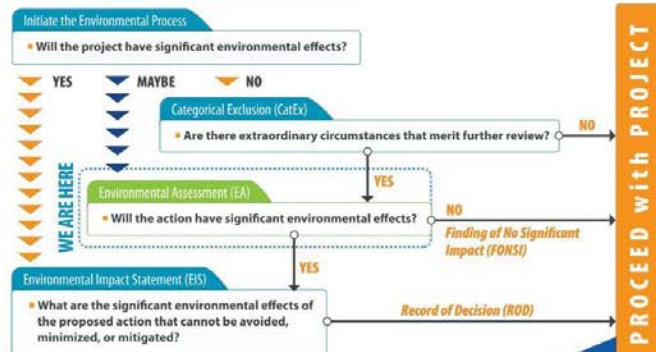 Initiate the Environmental Process
Will the project have significant environmental effects?
YES
MAYBE
NO
Categorical Exclusion (CatEx)
Are there extraordinary circumstances that merit further review?
NO
YES
WE ARE HERE
Environmental Assessment (EA)
Will the action have significant environmental effects?
NO
Finding of No Significant
Impact (FONSI)
YES
Environmental Impact Statement (EIS)
What are the significant environmental effects of
the proposed action that cannot be avoided,
minimized, or mitigated?
Record of Decision (ROD)
PROCEED with PROJECT